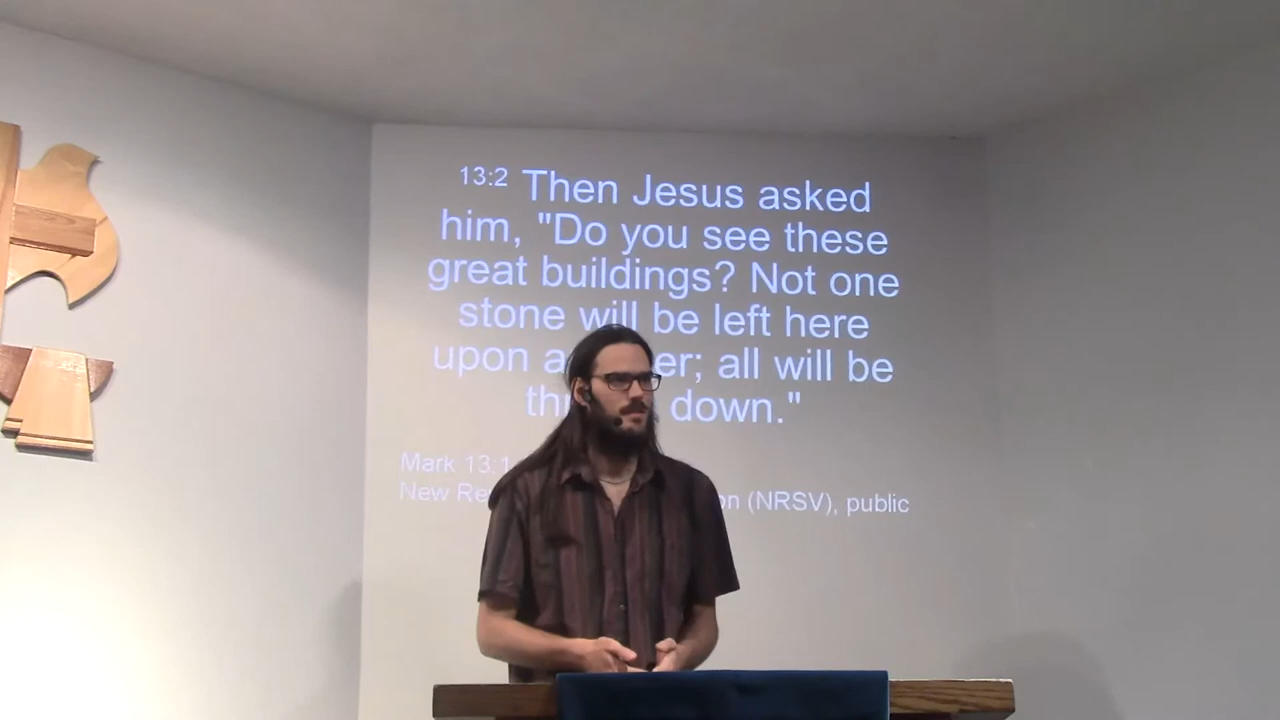 13:2 Then Jesus asked
him, "Do you see these
great buildings? Not one
stone will be left here
upon a er; all will be
th down."
Mark 13:1
New Re on (NRSV), public